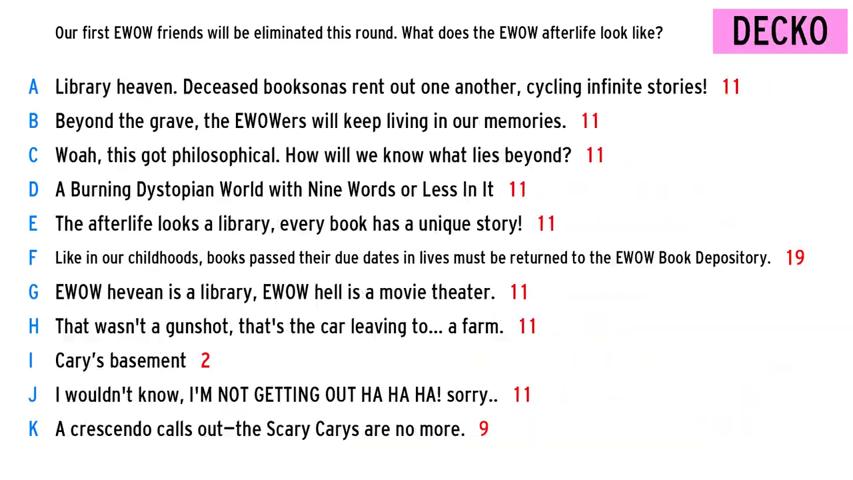 Our first EWOW friends will be eliminated this round. What does the EWOW afterlife look like?
DECKO
A Library heaven. Deceased booksonas rent out one another, cycling infinite stories! 11
B Beyond the grave, the EWOWers will keep living in our memories. 11
C Woah, this got philosophical. How will we know what lies beyond? 11
D A Burning Dystopian World with Nine Words or Less In It 11
E The afterlife looks a library, every book has a unique story! 11
F Like in our childhoods, books passed their due dates in lives must be returned to the EWOW Book Depository. 19
G EWOW hevean is a library, EWOW hell is a movie theater. 11
H That wasn't a gunshot, that's the car leaving to... a farm. 11
I Cary's basement 2
J I wouldn't know, I'M NOT GETTING OUT HA HA HA! sorry.. 11
K A crescendo calls out—the Scary Carys are no more. 9